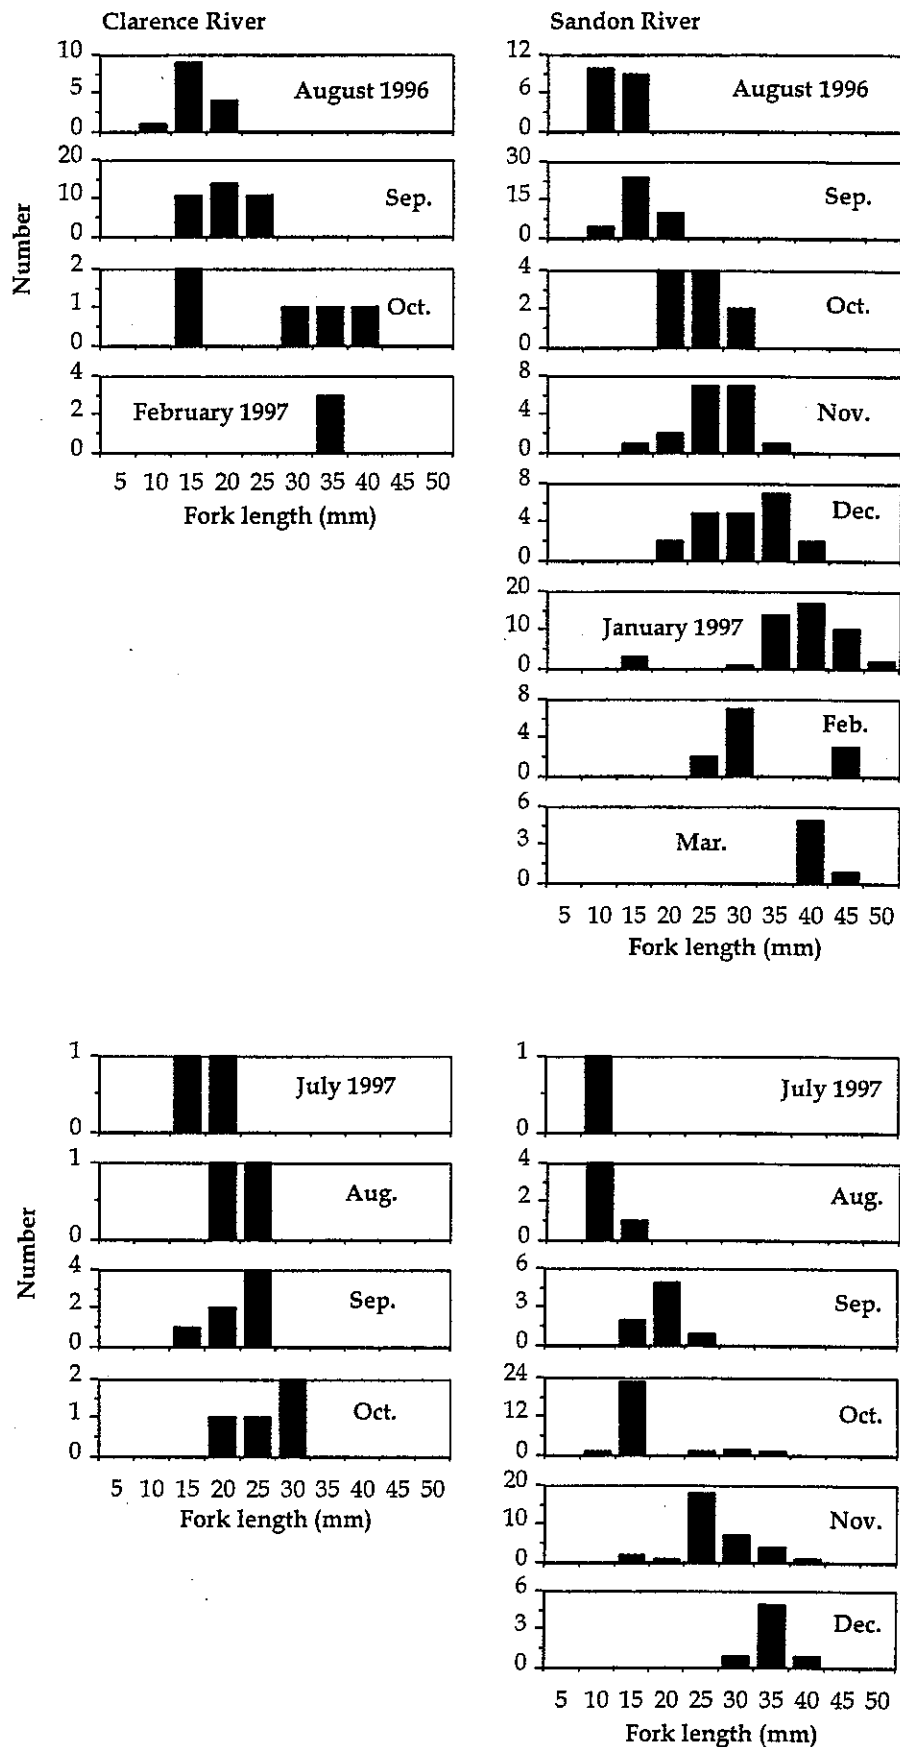 Clarence River
Number
10
5
0
August 1996
20
10
0
Sep.
2
1
0
Oct.
4
2
0
February 1997
5 10 15 20 25 30 35 40 45 50
Fork length (mm)
Sandon River
12
6
0
August 1996
30
15
0
Sep.
4
2
0
Oct.
8
4
0
Nov.
8
4
0
Dec.
20
10
0
January 1997
8
4
0
Feb.
6
3
0
Mar.
5 10 15 20 25 30 35 40 45 50
Fork length (mm)
Number
1
0
July 1997
1
0
Aug.
4
2
0
Sep.
2
1
0
Oct.
5 10 15 20 25 30 35 40 45 50
Fork length (mm)
1
0
July 1997
4
2
0
Aug.
6
3
0
Sep.
24
12
0
Oct.
20
10
0
Nov.
6
3
0
Dec.
5 10 15 20 25 30 35 40 45 50
Fork length (mm)